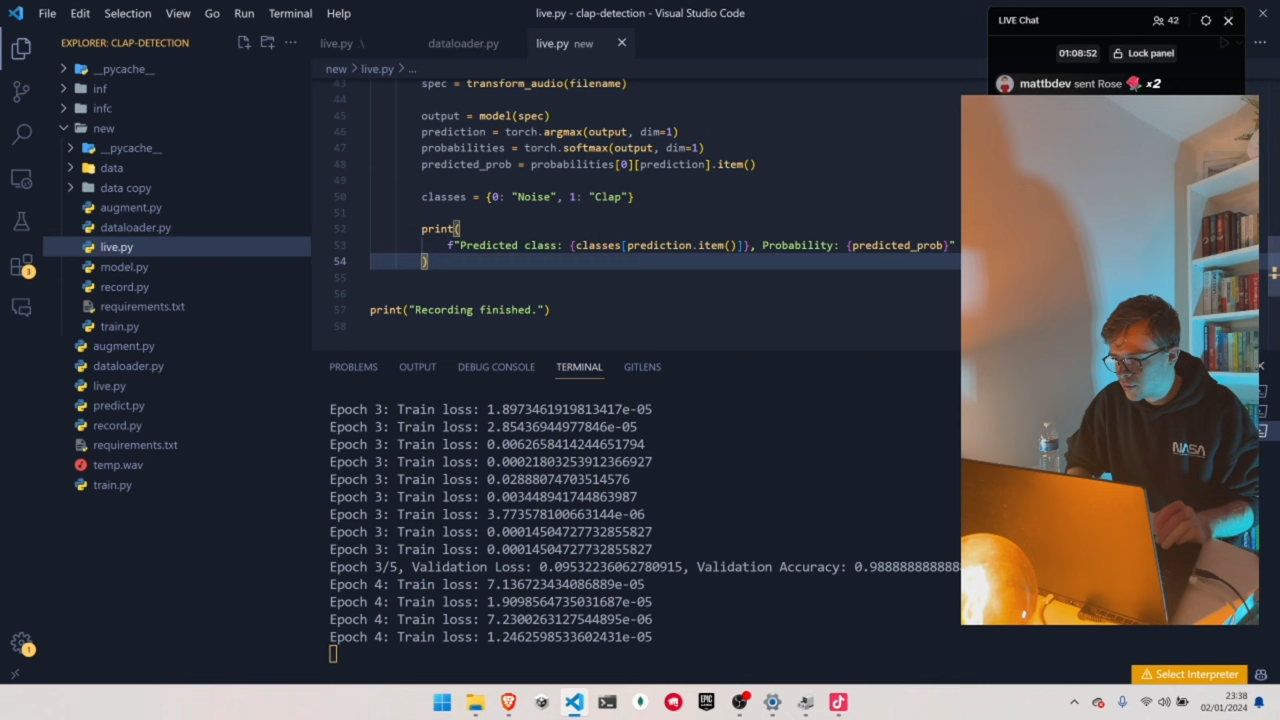 File Edit Selection View Go Run Terminal Help
live.py - clap-detection - Visual Studio Code
LIVE Chat
42
01:08:52
Lock panel
mattbdev sent Rose x2
EXPLORER: CLAP-DETECTION
__pycache__
inf
infc
new
__pycache__
data
data copy
augment.py
dataloader.py
live.py
model.py
record.py
requirements.txt
train.py
augment.py
dataloader.py
live.py
predict.py
record.py
requirements.txt
temp.wav
train.py
3
1
live.py .\
dataloader.py
live.py new
new > live.py > ...
43 spec = transform_audio(filename)
44
45 output = model(spec)
46 prediction = torch.argmax(output, dim=1)
47 probabilities = torch.softmax(output, dim=1)
48 predicted_prob = probabilities[0][prediction].item()
49
50 classes = {0: "Noise", 1: "Clap"}
51
52 print(
53 f"Predicted class: {classes[prediction.item()]}, Probability: {predicted_prob}"
54 )
55
56
57 print("Recording finished.")
58
PROBLEMS OUTPUT DEBUG CONSOLE TERMINAL GITLENS
Epoch 3: Train loss: 1.8973461919813417e-05
Epoch 3: Train loss: 2.85436944977846e-05
Epoch 3: Train loss: 0.0062658414244651794
Epoch 3: Train loss: 0.00021803253912366927
Epoch 3: Train loss: 0.02888074703514576
Epoch 3: Train loss: 0.003448941744863987
Epoch 3: Train loss: 3.773578100663144e-06
Epoch 3: Train loss: 0.00014504727732855827
Epoch 3: Train loss: 0.00014504727732855827
Epoch 3/5, Validation Loss: 0.09532236062780915, Validation Accuracy: 0.9888888888888
Epoch 4: Train loss: 7.136723434086889e-05
Epoch 4: Train loss: 1.9098564735031687e-05
Epoch 4: Train loss: 7.2300263127544895e-06
Epoch 4: Train loss: 1.2462598533602431e-05
NASA
Select Interpreter
EPIC GAMES
23:38
02/01/2024